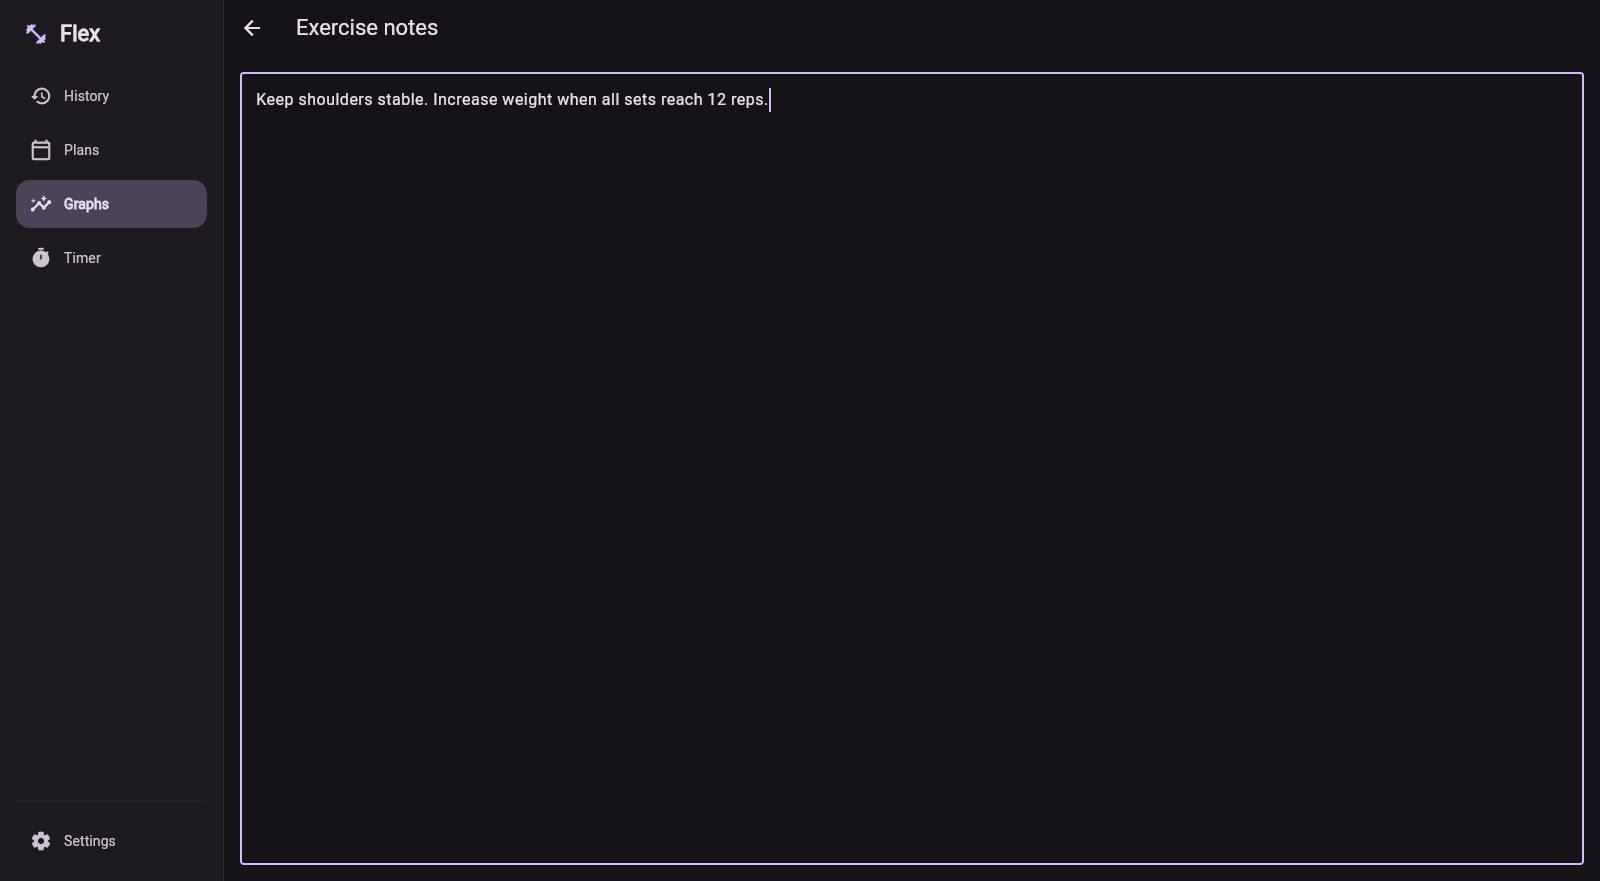 Flex
History
Plans
Graphs
Timer
Settings
Exercise notes
Keep shoulders stable. Increase weight when all sets reach 12 reps.